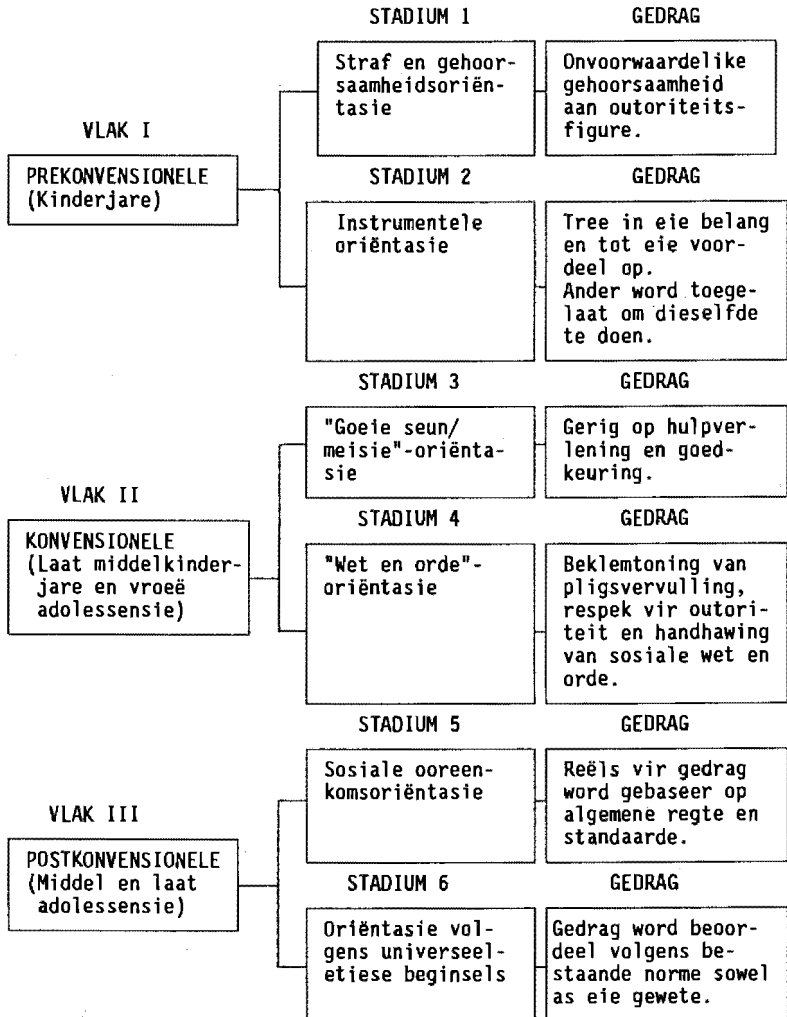 STADIUM 1
GEDRAG
Straf en gehoor-
saamheidsoriën-
tasie
Onvoorwaardelike
gehoorsaamheid
aan outoriteits-
figure.
VLAK I
PREKONVENSIONELE
(Kinderjare)
STADIUM 2
GEDRAG
Instrumentele
oriëntasie
Tree in eie belang
en tot eie voor-
deel op.
Ander word toege-
laat om dieselfde
te doen.
STADIUM 3
GEDRAG
"Goeie seun/
meisie"-oriënta-
sie
Gerig op hulpver-
lening en goed-
keuring.
VLAK II
KONVENSIONELE
(Laat middelkinder-
jare en vroeë
adolessensie)
STADIUM 4
GEDRAG
"Wet en orde"-
oriëntasie
Beklemtoning van
pligsvervulling,
respek vir outori-
teit en handhawing
van sosiale wet en
orde.
STADIUM 5
GEDRAG
Sosiale ooreen-
komsoriëntasie
Reëls vir gedrag
word gebaseer op
algemene regte en
standaarde.
VLAK III
POSTKONVENSIONELE
(Middel en laat
adolessensie)
STADIUM 6
GEDRAG
Oriëntasie vol-
gens universeel-
etiese beginsels
Gedrag word beoor-
deel volgens be-
staande norme sowel
as eie gewete.